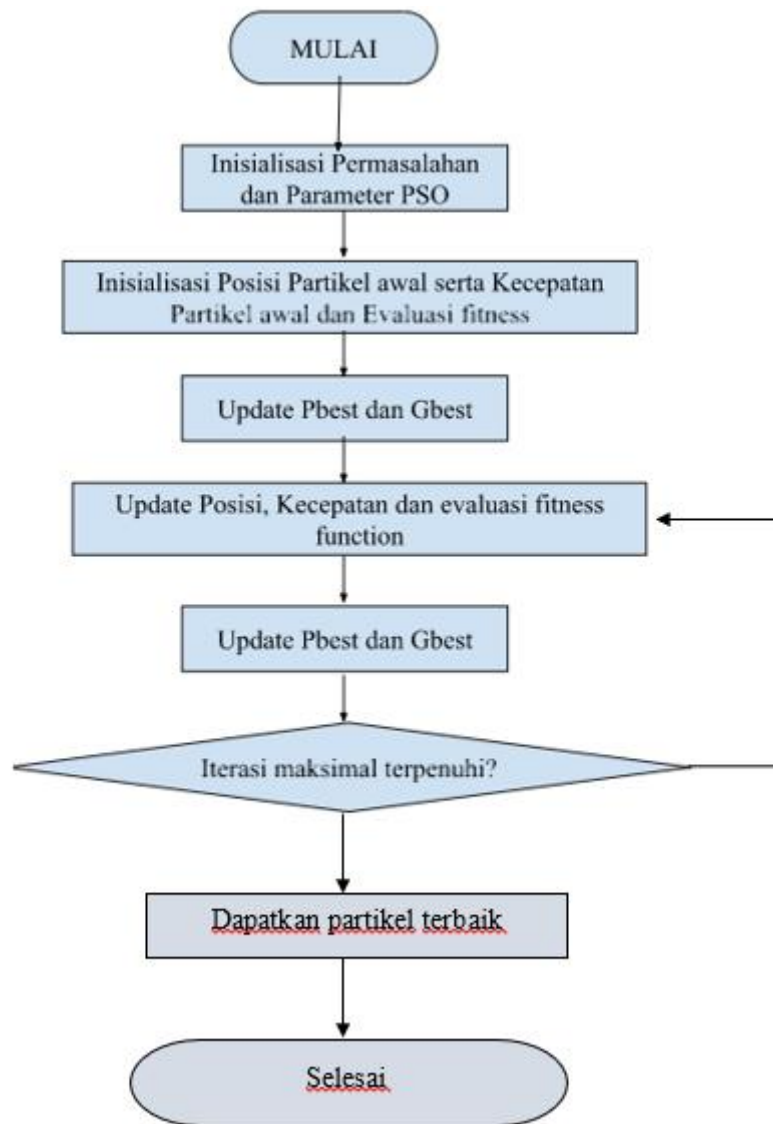 MULAI
Inisialisasi Permasalahan
dan Parameter PSO
Inisialisasi Posisi Partikel awal serta Kecepatan
Partikel awal dan Evaluasi fitness
Update Pbest dan Gbest
Update Posisi, Kecepatan dan evaluasi fitness
function
Update Pbest dan Gbest
Iterasi maksimal terpenuhi?
Dapatkan partikel terbaik
Selesai